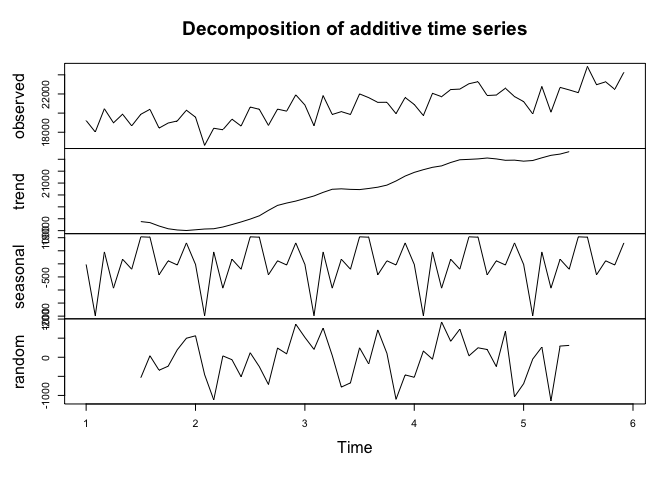 Decomposition of additive time series
observed
18000 22000
trend
21000
seasonal
-500
random
-1000 0
1 2 3 4 5 6
Time